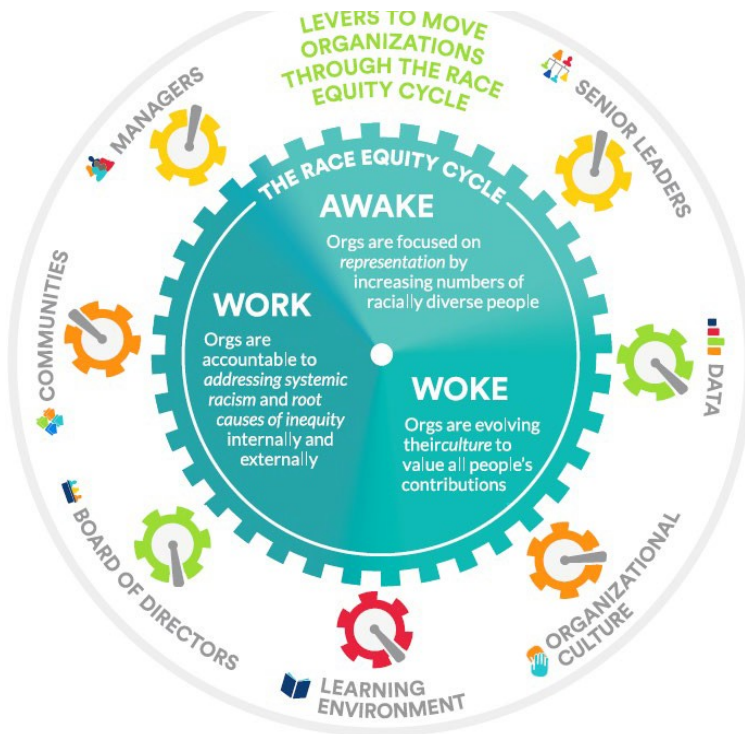 LEVERS TO MOVE
ORGANIZATIONS
THROUGH THE RACE
EQUITY CYCLE
MANAGERS
SENIOR LEADERS
THE RACE EQUITY CYCLE
AWAKE
Orgs are focused on
representation by
increasing numbers of
racially diverse people
WORK
Orgs are
accountable to
addressing systemic
racism and root
causes of inequity
internally and
externally
WOKE
Orgs are evolving
theirculture to
value all people's
contributions
COMMUNITIES
DATA
BOARD OF DIRECTORS
ORGANIZATIONAL
CULTURE
LEARNING
ENVIRONMENT